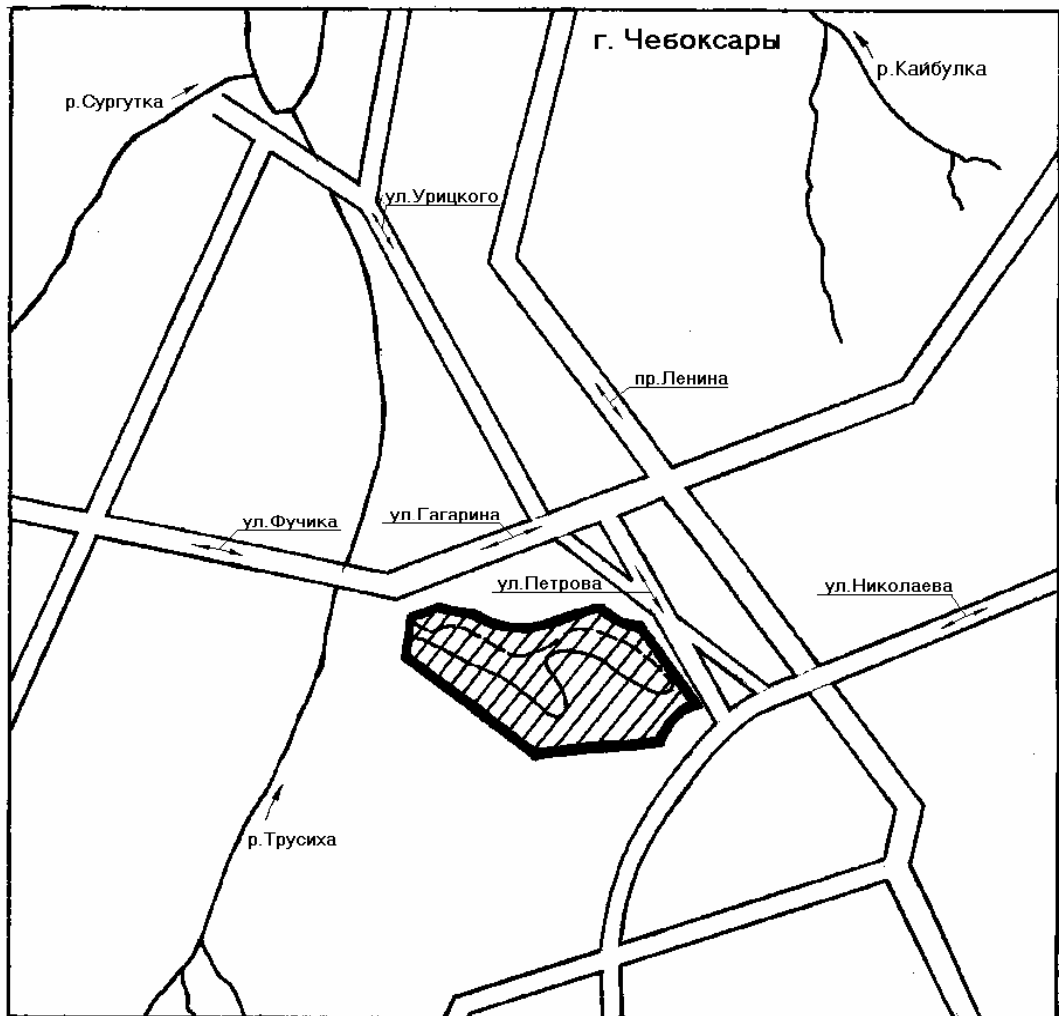 г. Чебоксары
р.Кайбулка
р.Сургутка
ул.Урицкого
пр.Ленина
ул.Фучика
ул.Гагарина
ул.Петрова
ул.Николаева
р.Трусиха